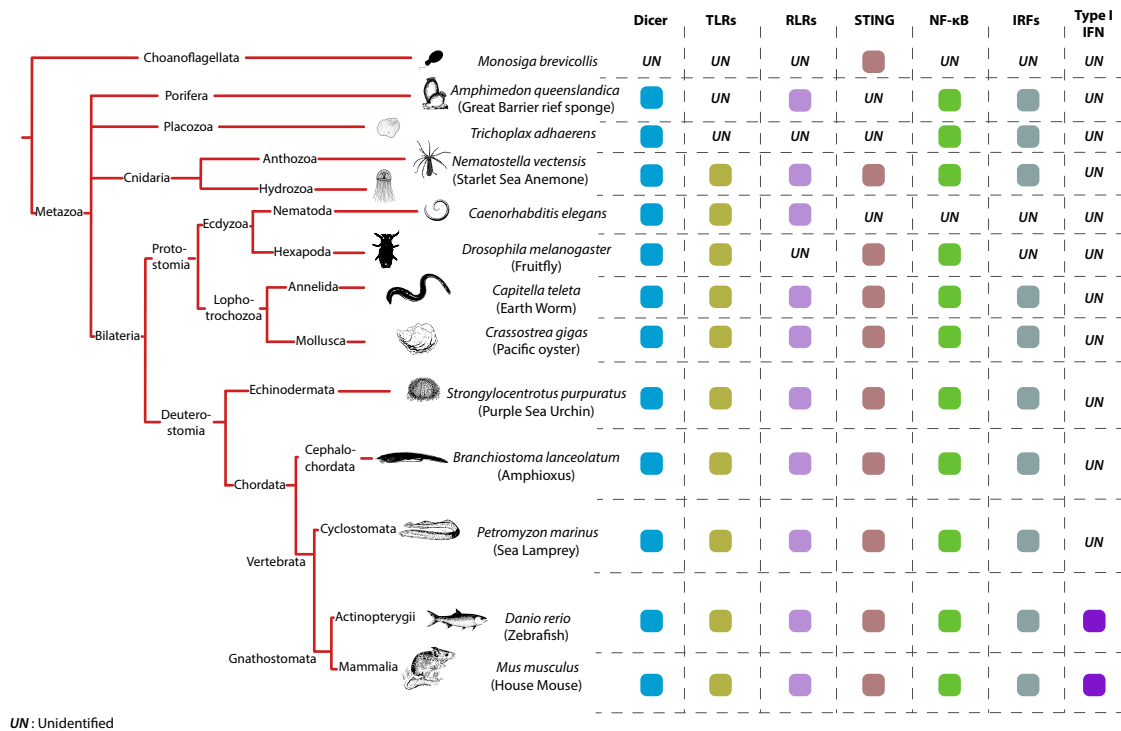 Dicer TLRs RLRs STING NF-κB IRFs Type I
IFN
Choanoflagellata Monosiga brevicollis UN UN UN UN UN UN
Porifera Amphimedon queenslandica
(Great Barrier rief sponge) UN UN UN
Placozoa Trichoplax adhaerens UN UN UN UN
Anthozoa Nematostella vectensis
Cnidaria (Starlet Sea Anemone) UN
Hydrozoa
Metazoa
Nematoda Caenorhabditis elegans UN UN UN UN
Ecdyzoa
Proto-
stomia
Hexapoda Drosophila melanogaster UN UN UN
(Fruitfly)
Annelida Capitella teleta UN
(Earth Worm)
Lopho-
trochozoa
Bilateria
Mollusca Crassostrea gigas UN
(Pacific oyster)
Echinodermata Strongylocentrotus purpuratus UN
(Purple Sea Urchin)
Deutero-
stomia
Cephalo-
chordata
Branchiostoma lanceolatum UN
(Amphioxus)
Chordata
Cyclostomata Petromyzon marinus UN
(Sea Lamprey)
Vertebrata
Actinopterygii Danio rerio
(Zebrafish)
Gnathostomata
Mammalia Mus musculus
(House Mouse)
UN : Unidentified